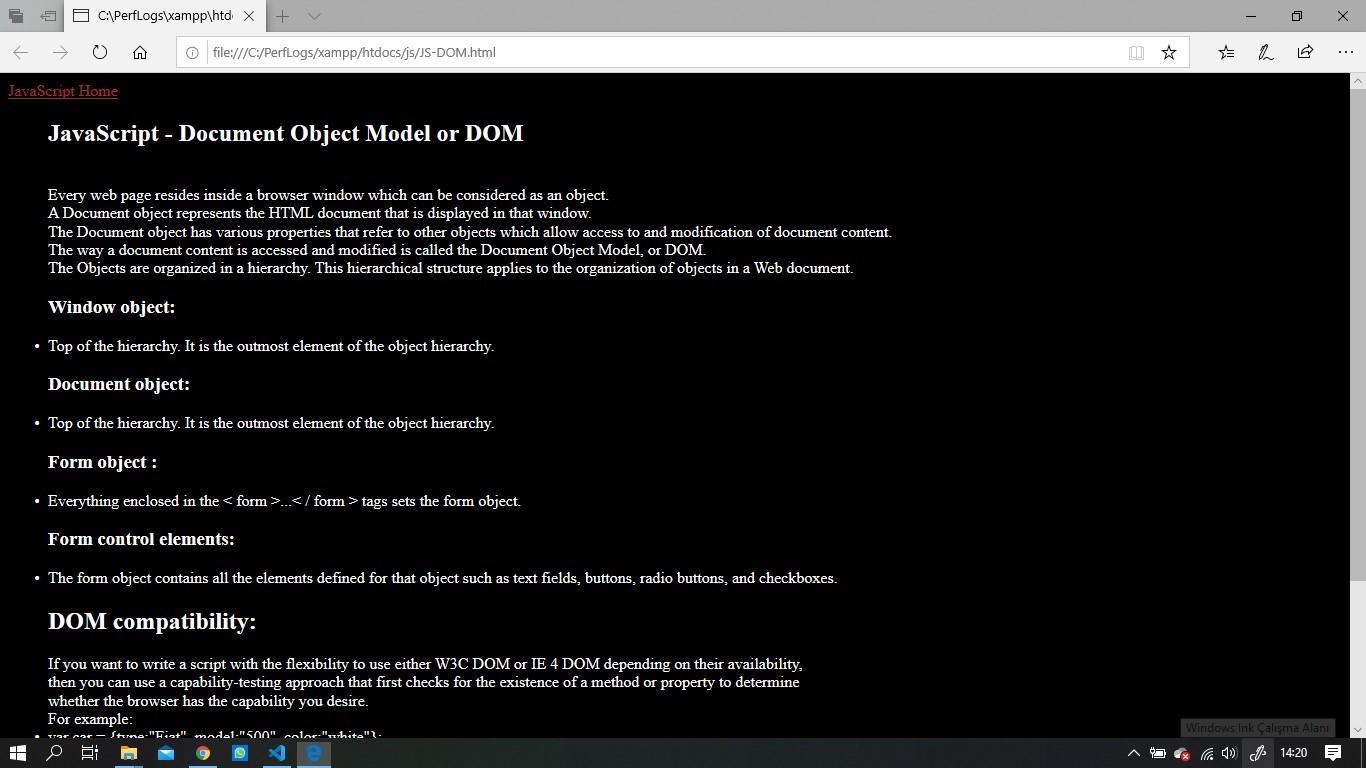 C:\PerfLogs\xampp\htd
file:///C:/PerfLogs/xampp/htdocs/js/JS-DOM.html
JavaScript Home
JavaScript - Document Object Model or DOM
Every web page resides inside a browser window which can be considered as an object.
A Document object represents the HTML document that is displayed in that window.
The Document object has various properties that refer to other objects which allow access to and modification of document content.
The way a document content is accessed and modified is called the Document Object Model, or DOM.
The Objects are organized in a hierarchy. This hierarchical structure applies to the organization of objects in a Web document.
Window object:
• Top of the hierarchy. It is the outmost element of the object hierarchy.
Document object:
• Top of the hierarchy. It is the outmost element of the object hierarchy.
Form object :
• Everything enclosed in the < form >...< / form > tags sets the form object.
Form control elements:
• The form object contains all the elements defined for that object such as text fields, buttons, radio buttons, and checkboxes.
DOM compatibility:
If you want to write a script with the flexibility to use either W3C DOM or IE 4 DOM depending on their availability,
then you can use a capability-testing approach that first checks for the existence of a method or property to determine
whether the browser has the capability you desire.
For example:
• var car = {type:"Fiat", model:"500", color:"white"};
Windows Ink Çalışma Alanı
14:20